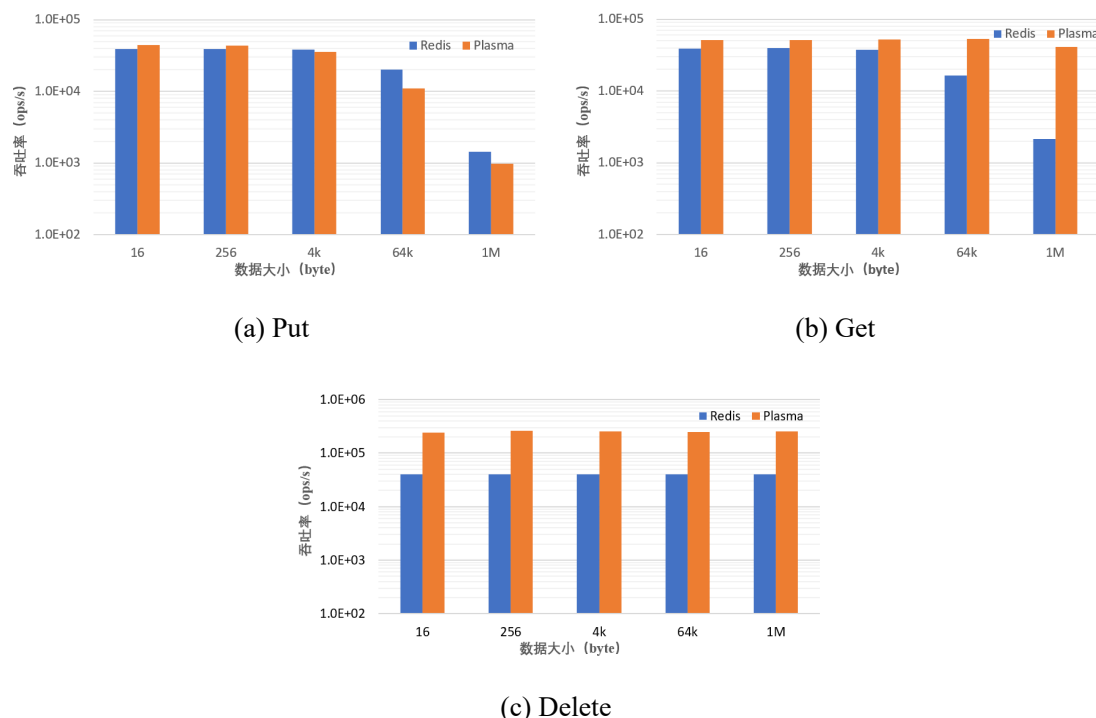 1.0E+05
Redis Plasma
1.0E+04
吞吐率(ops/s)
1.0E+03
1.0E+02
16 256 4k 64k 1M
数据大小(byte)
(a) Put
1.0E+05
Redis Plasma
1.0E+04
吞吐率(ops/s)
1.0E+03
1.0E+02
16 256 4k 64k 1M
数据大小(byte)
(b) Get
1.0E+06
Redis Plasma
1.0E+05
1.0E+04
吞吐率(ops/s)
1.0E+03
1.0E+02
16 256 4k 64k 1M
数据大小(byte)
(c) Delete